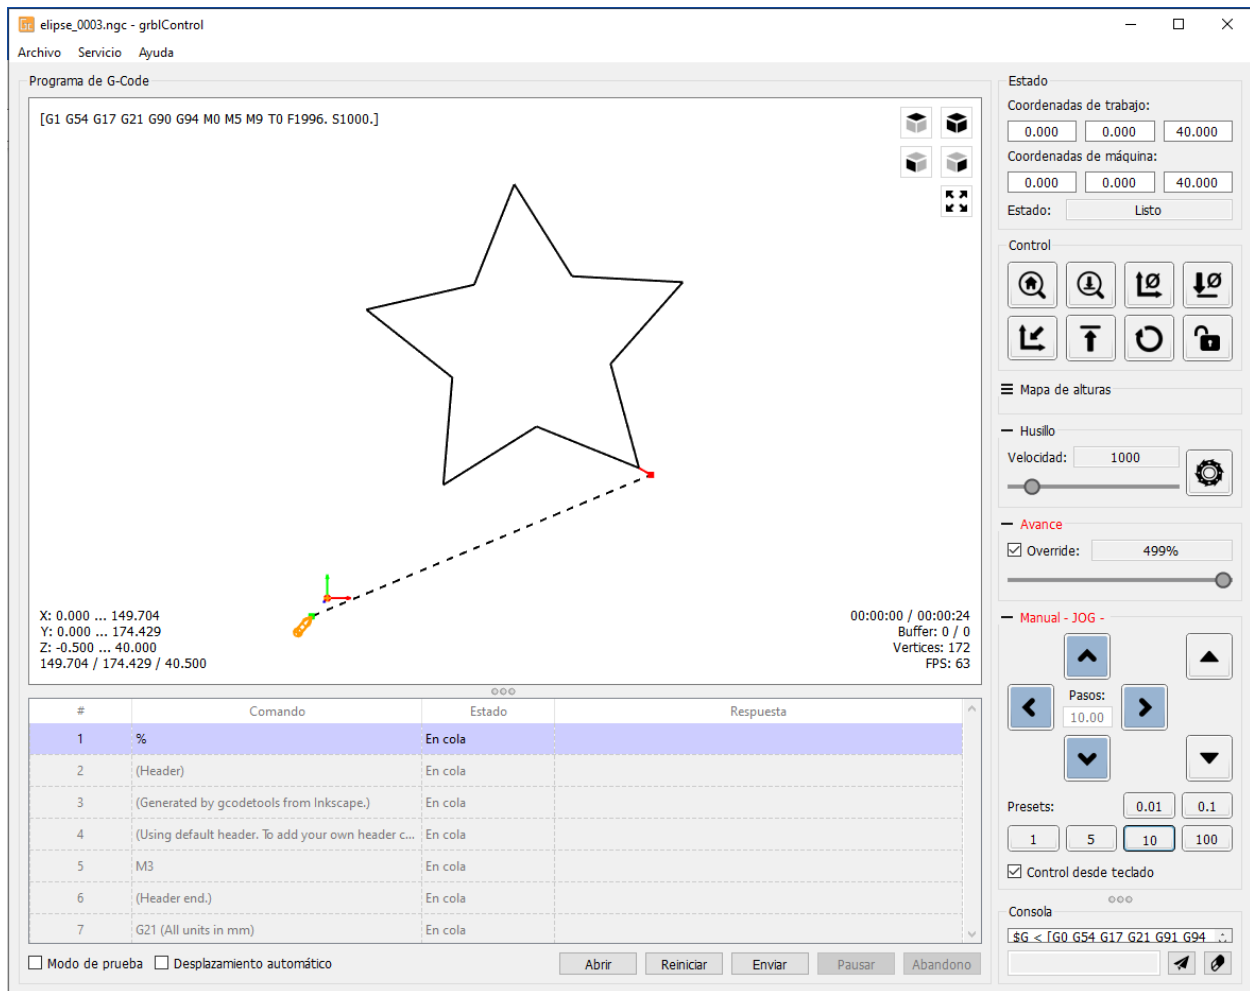 elipse_0003.ngc - grblControl
Archivo Servicio Ayuda
Programa de G-Code
[G1 G54 G17 G21 G90 G94 M0 M5 M9 T0 F1996. S1000.]
X: 0.000 ... 149.704
Y: 0.000 ... 174.429
Z: -0.500 ... 40.000
149.704 / 174.429 / 40.500
00:00:00 / 00:00:24
Buffer: 0 / 0
Vertices: 172
FPS: 63
# Comando Estado Respuesta
1 % En cola
2 (Header) En cola
3 (Generated by gcodetools from Inkscape.) En cola
4 (Using default header. To add your own header c... En cola
5 M3 En cola
6 (Header end.) En cola
7 G21 (All units in mm) En cola
Modo de prueba Desplazamiento automático Abrir Reiniciar Enviar Pausar Abandono
Estado
Coordenadas de trabajo:
0.000 0.000 40.000
Coordenadas de máquina:
0.000 0.000 40.000
Estado: Listo
Control
Mapa de alturas
Husillo
Velocidad: 1000
Avance
Override: 499%
Manual - JOG -
Pasos:
10.00
Presets: 0.01 0.1
1 5 10 100
Control desde teclado
Consola
$G < [G0 G54 G17 G21 G91 G94